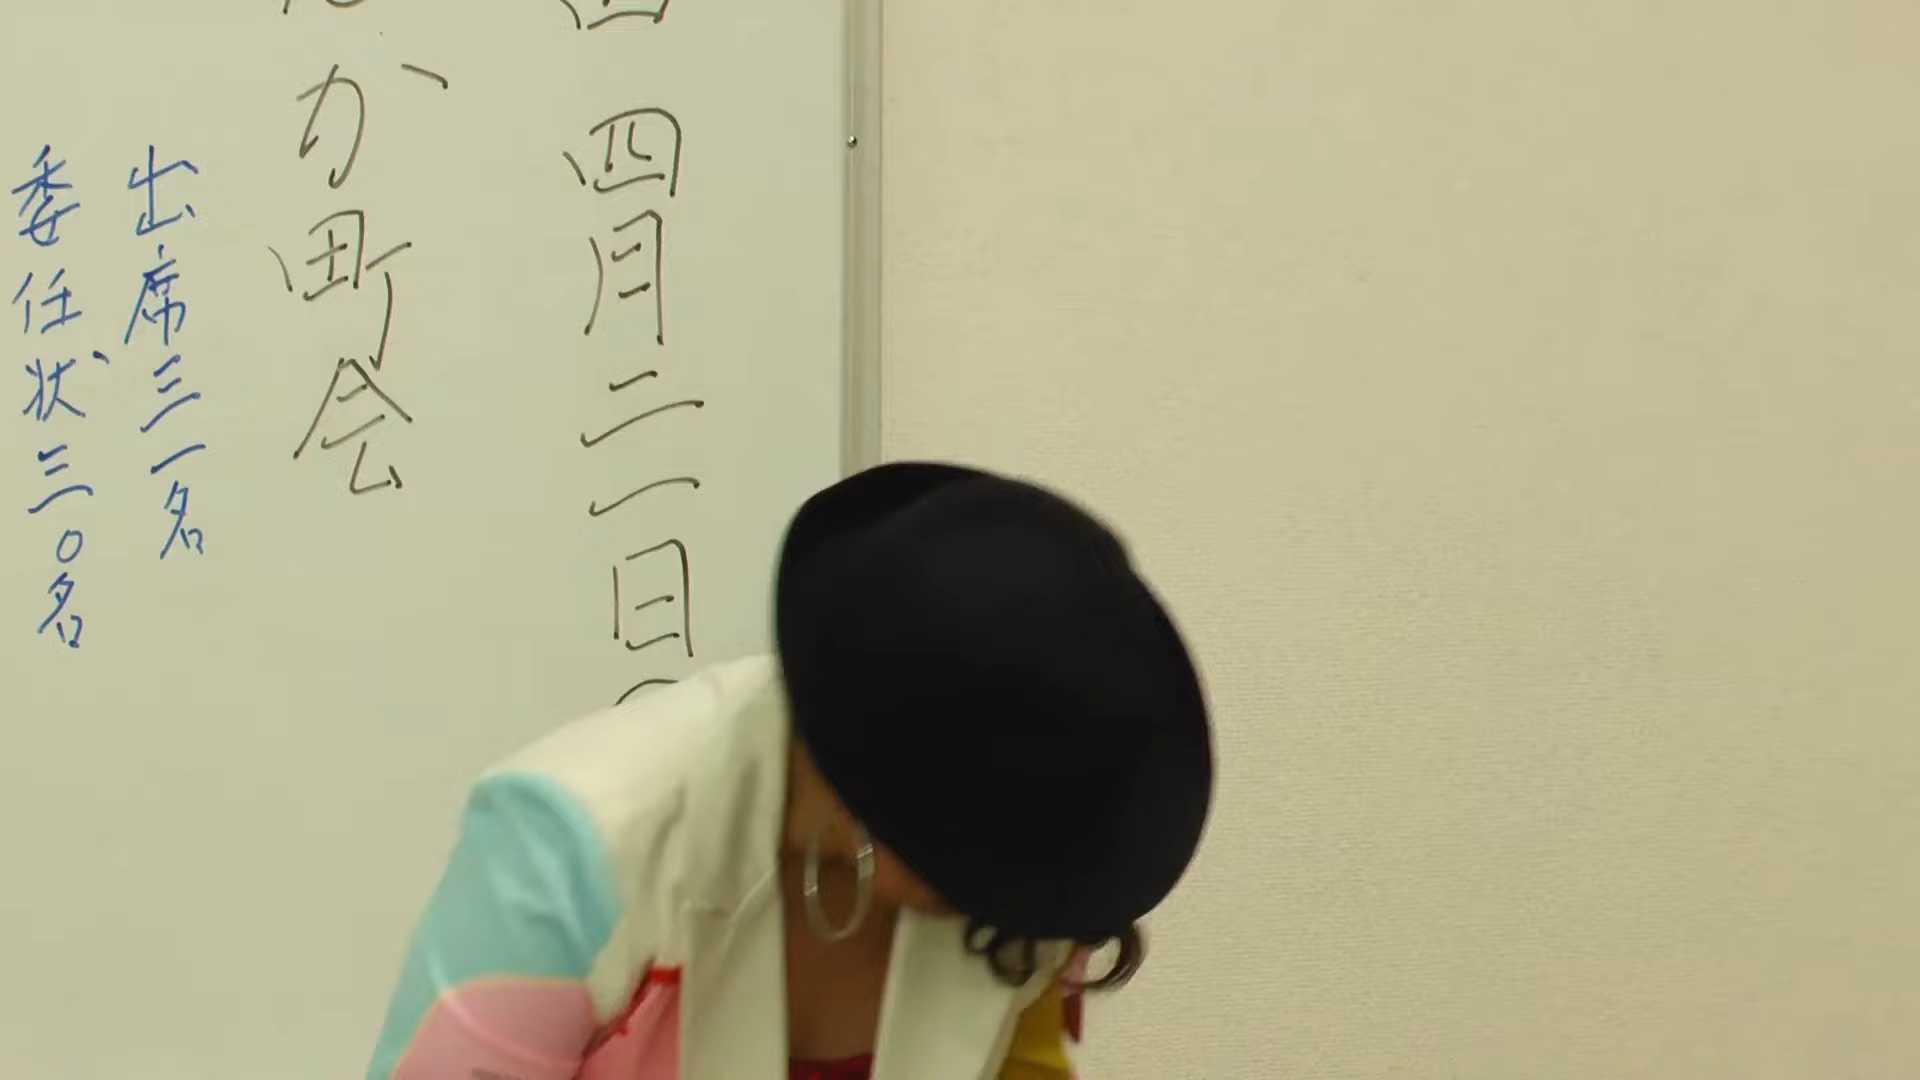 四月二一日
か町会
出席三一名
委任状三〇名